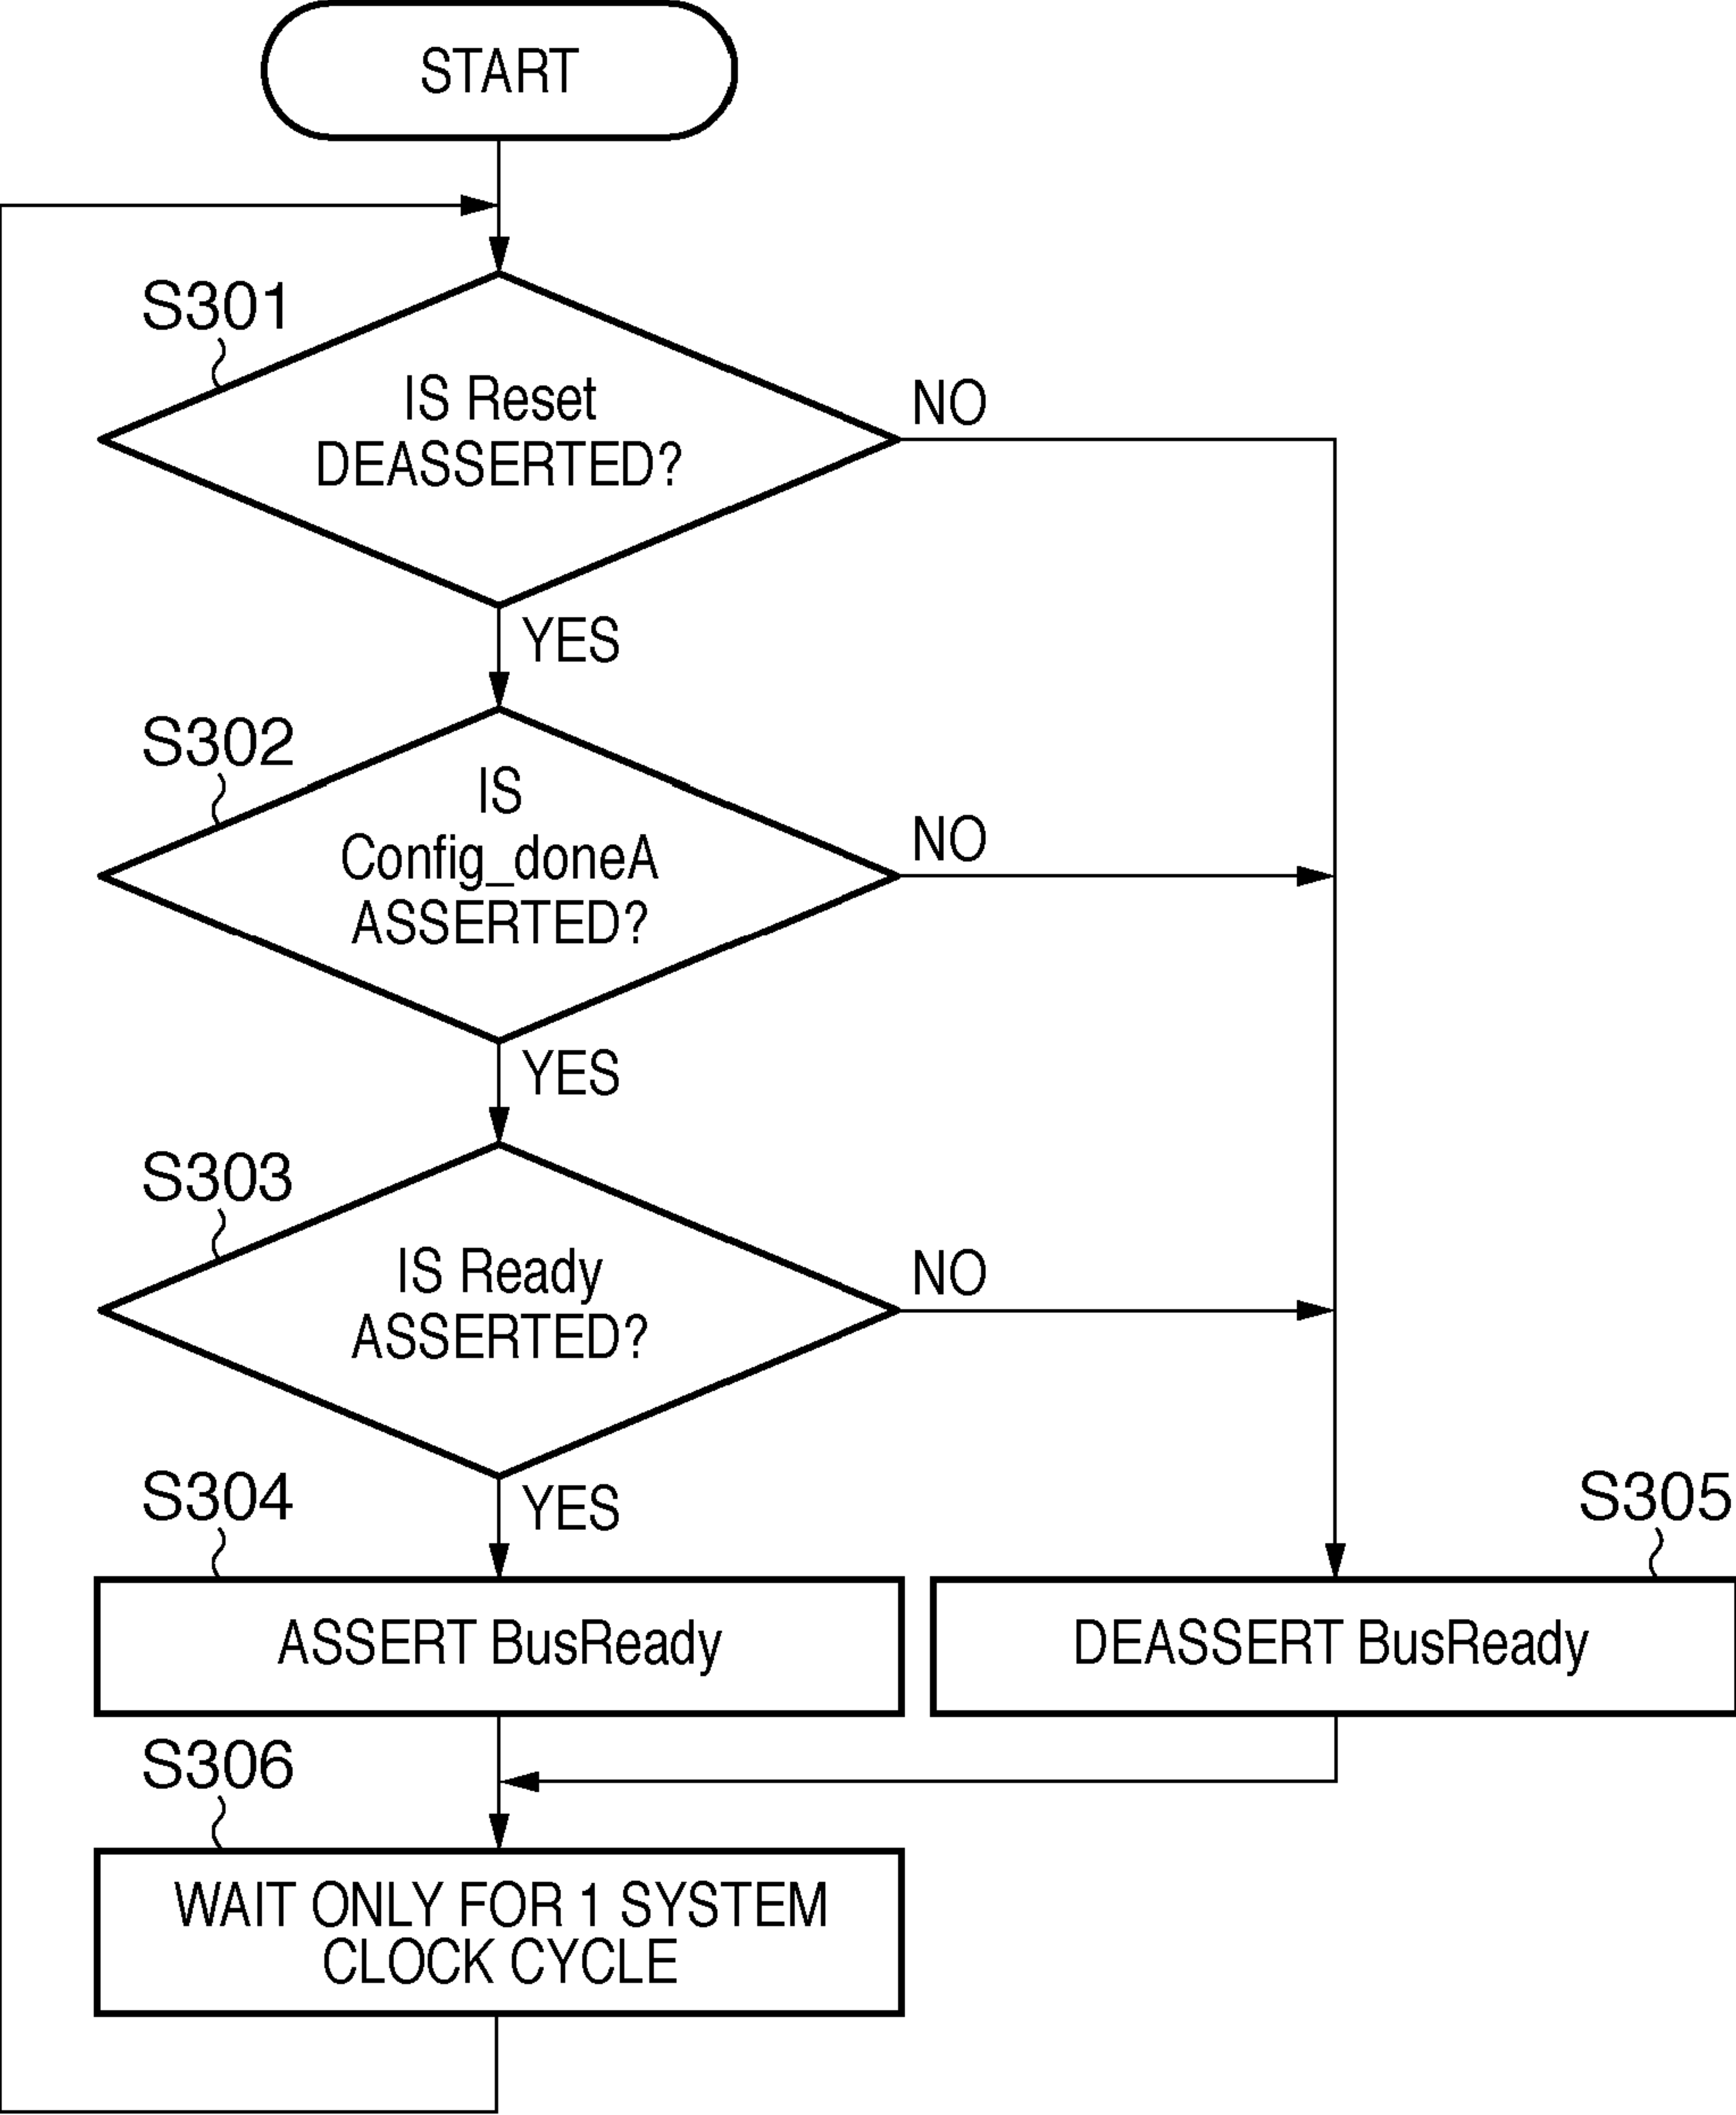 START
S301
IS Reset
DEASSERTED?
NO
YES
S302
IS
Config_doneA
ASSERTED?
NO
YES
S303
IS Ready
ASSERTED?
NO
YES
S304
ASSERT BusReady
S305
DEASSERT BusReady
S306
WAIT ONLY FOR 1 SYSTEM
CLOCK CYCLE